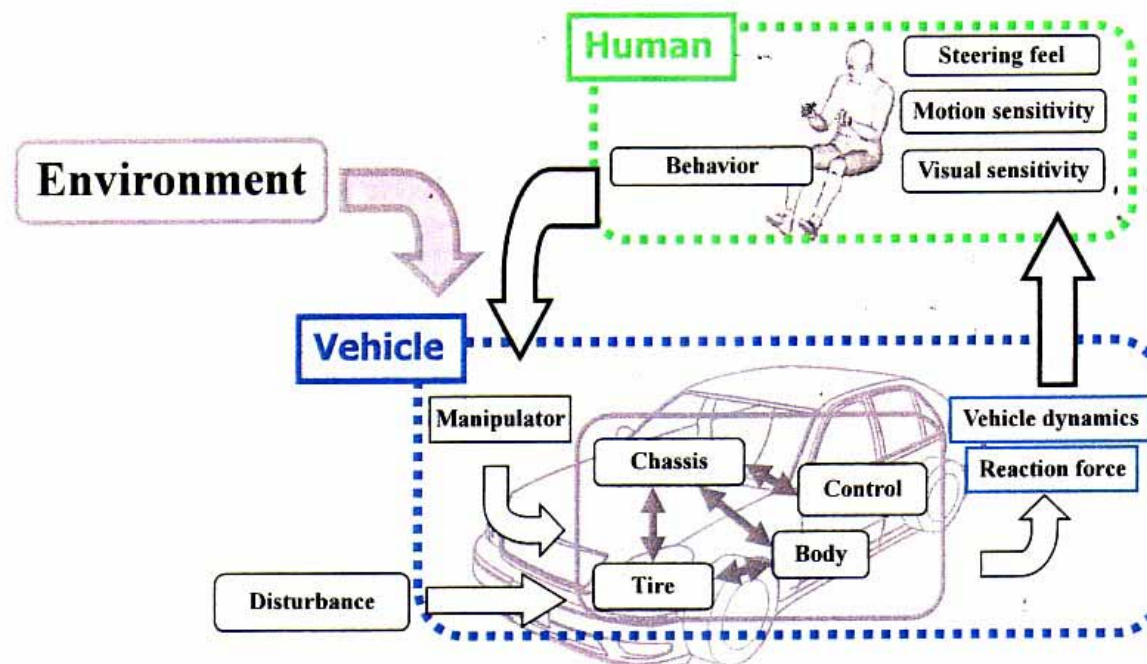 Human
Steering feel
Motion sensitivity
Visual sensitivity
Behavior
Environment
Vehicle
Manipulator
Chassis
Control
Body
Tire
Vehicle dynamics
Reaction force
Disturbance